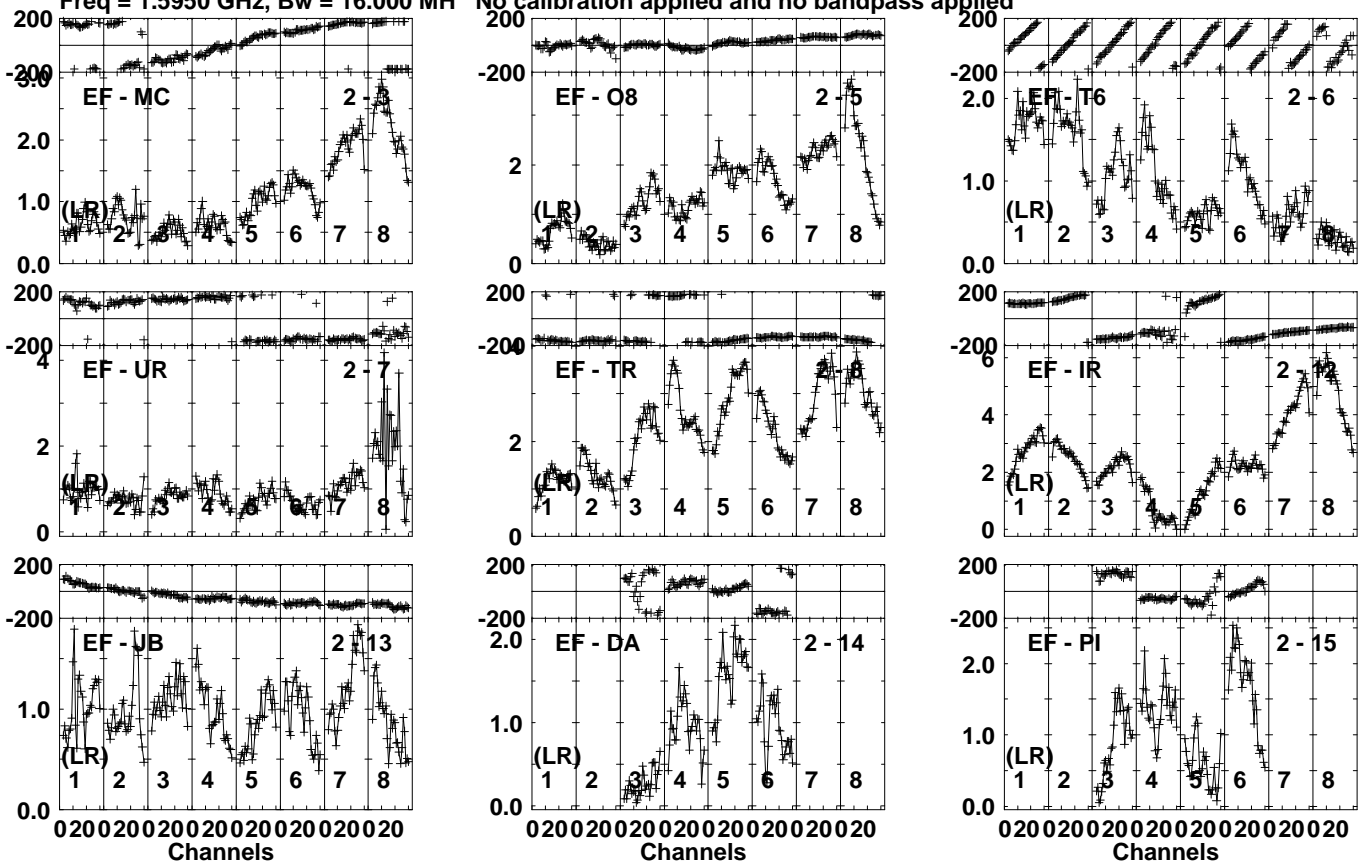 Freq = 1.5950 GHz, Bw = 16.000 MH No calibration applied and no bandpass applied
200 200 200
-200 -200 -200
3.0
EF - MC 2 - 3 EF - O8 2 - 5 EF - T6 2 - 6
2.0 2 2.0
1.0 1.0
(LR) (LR) (LR)
1 2 3 4 5 6 7 8 1 2 3 4 5 6 7 8 1 2 3 4 5 6 7 8
0.0 0 0.0
200 200 200
-200 -200 -200
4 4 6
EF - UR 2 - 7 EF - TR 2 - 8 EF - IR 2 - 12
4
2 2 2
(LR) (LR) (LR)
1 2 3 4 5 6 7 8 1 2 3 4 5 6 7 8 1 2 3 4 5 6 7 8
0 0 0
200 200 200
-200 -200 -200
EF - JB 2 - 13 EF - DA 2 - 14 EF - PI 2 - 15
2.0 2.0
1.0 1.0 1.0
(LR) (LR) (LR)
1 2 3 4 5 6 7 8 1 2 3 4 5 6 7 8 1 2 3 4 5 6 7 8
0.0 0.0 0.0
0 20 0 20 0 20 0 20 0 20 0 20 0 20 0 20 0 20 0 20 0 20 0 20 0 20 0 20 0 20 0 20 0 20 0 20 0 20 0 20 0 20 0 20 0 20 0 20
Channels Channels Channels